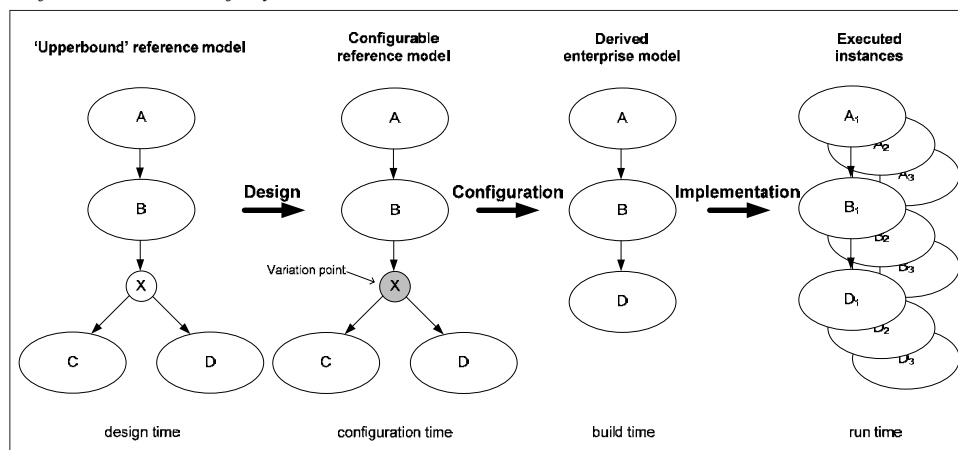 'Upperbound' reference model
A
B
X
C
D
design time
Design
Configurable
reference model
A
B
Variation point
X
C
D
configuration time
Configuration
Derived
enterprise model
A
B
D
build time
Implementation
Executed
instances
A1
A2
A3
B1
B3
D1
D2
D3
run time